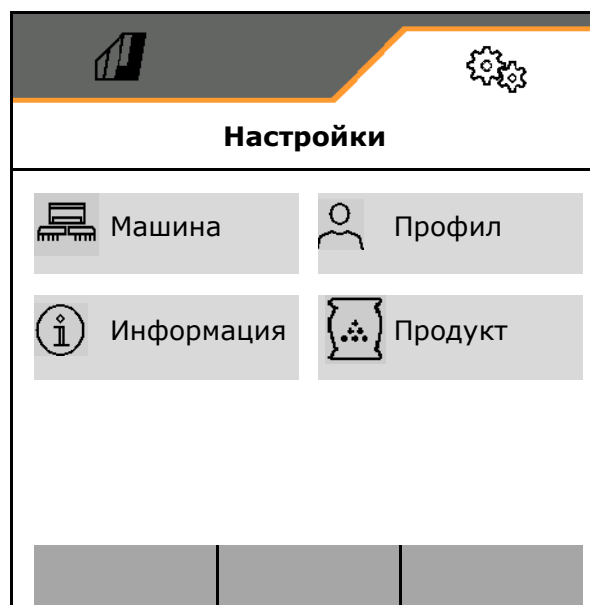 Настройки
Машина
Профил
Информация
Продукт